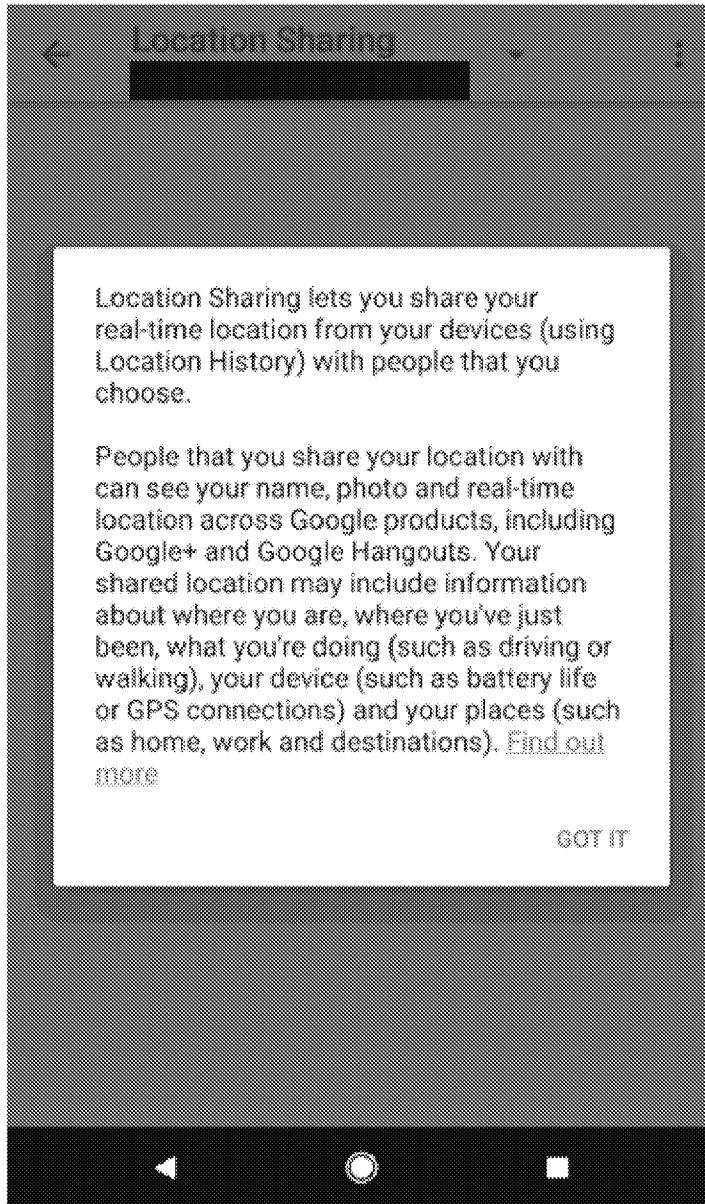 Location Sharing
Location Sharing lets you share your
real-time location from your devices (using
Location History) with people that you
choose.
People that you share your location with
can see your name, photo and real-time
location across Google products, including
Google+ and Google Hangouts. Your
shared location may include information
about where you are, where you've just
been, what you're doing (such as driving or
walking), your device (such as battery life
or GPS connections) and your places (such
as home, work and destinations). Find out
more
GOT IT